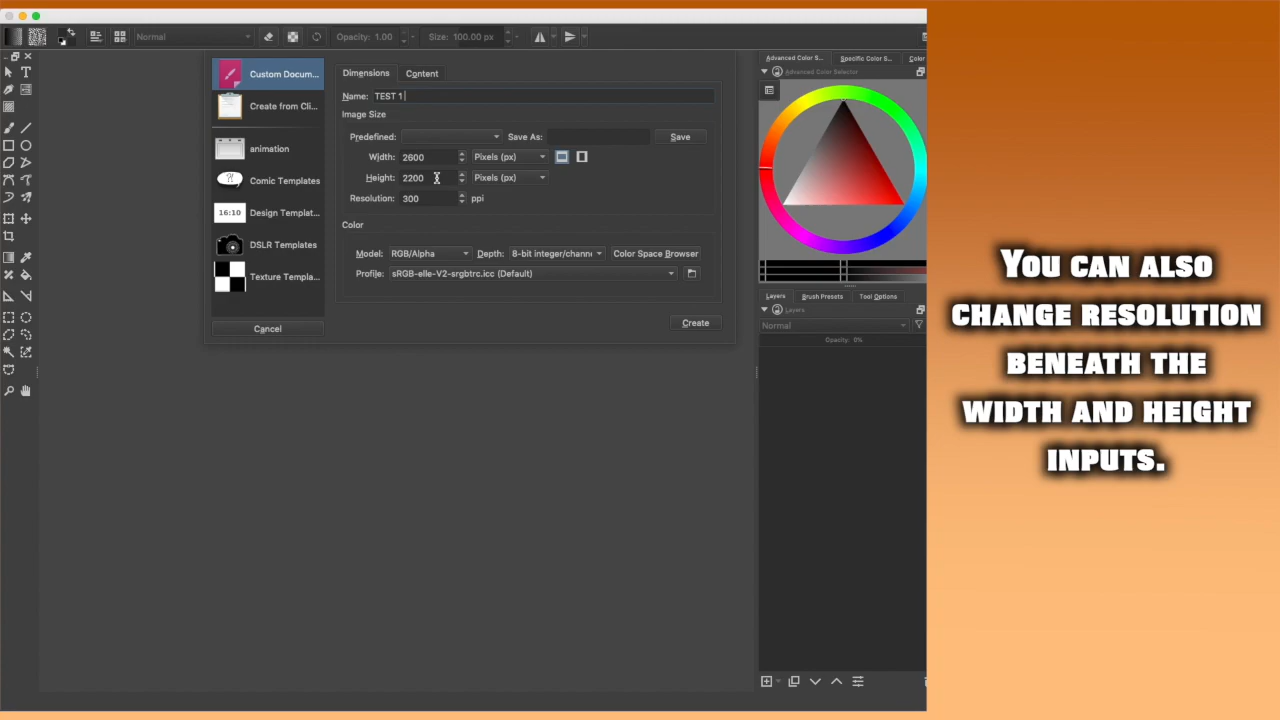 Normal
Opacity: 1.00
Size: 100.00 px
Custom Docum...
Create from Cli...
animation
Comic Templates
Design Templat...
16:10
DSLR Templates
Texture Templa...
Cancel
Dimensions
Content
Name: TEST 1
Image Size
Predefined:
Save As:
Save
Width: 2600 Pixels (px)
Height: 2200 Pixels (px)
Resolution: 300 ppi
Color
Model: RGB/Alpha Depth: 8-bit integer/chann Color Space Browser
Profile: sRGB-elle-V2-srgbtrc.icc (Default)
Create
Advanced Color S...
Specific Color S...
Color
Advanced Color Selector
Layers
Brush Presets
Tool Options
Layers
Normal
Opacity: 0%
You can also
change resolution
beneath the
width and height
inputs.